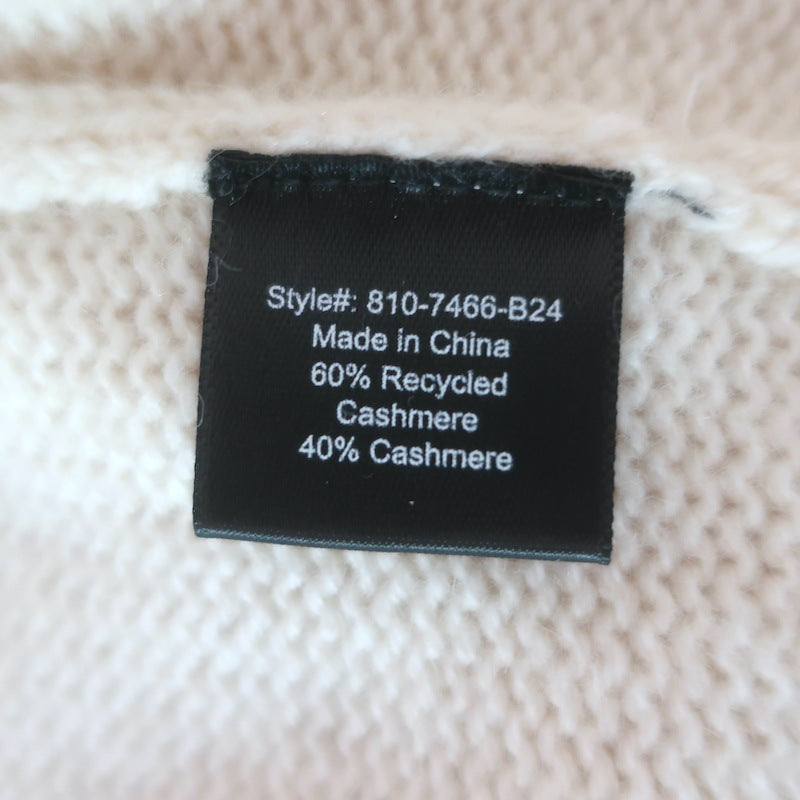 Style#: 810-7466-B24
Made in China
60% Recycled
Cashmere
40% Cashmere